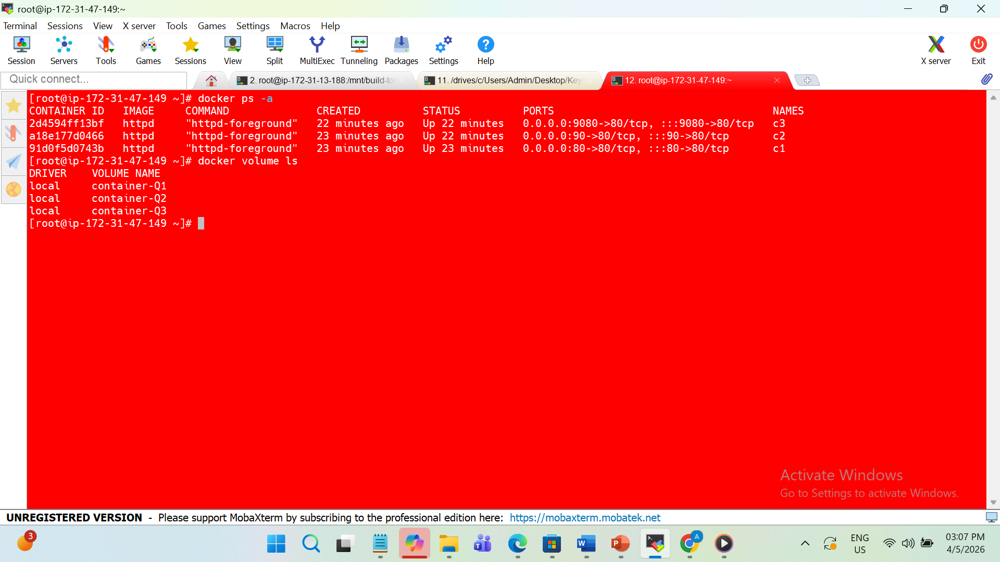 root@ip-172-31-47-149:~
Terminal Sessions View X server Tools Games Settings Macros Help
Session Servers Tools Games Sessions View Split MultiExec Tunneling Packages Settings Help X server Exit
Quick connect... 2. root@ip-172-31-13-188:/mnt/build-to 11. /drives/c/Users/Admin/Desktop/Key 12. root@ip-172-31-47-149:~
[root@ip-172-31-47-149 ~]# docker ps -a
CONTAINER ID IMAGE COMMAND CREATED STATUS PORTS NAMES
2d4594ff13bf httpd "httpd-foreground" 22 minutes ago Up 22 minutes 0.0.0.0:9080->80/tcp, :::9080->80/tcp c3
a18e177d0466 httpd "httpd-foreground" 23 minutes ago Up 22 minutes 0.0.0.0:90->80/tcp, :::90->80/tcp c2
91d0f5d0743b httpd "httpd-foreground" 23 minutes ago Up 23 minutes 0.0.0.0:80->80/tcp, :::80->80/tcp c1
[root@ip-172-31-47-149 ~]# docker volume ls
DRIVER VOLUME NAME
local container-Q1
local container-Q2
local container-Q3
[root@ip-172-31-47-149 ~]#
Activate Windows
Go to Settings to activate Windows.
UNREGISTERED VERSION - Please support MobaXterm by subscribing to the professional edition here: https://mobaxterm.mobatek.net
3
A
ENG
US
03:07 PM
4/5/2026